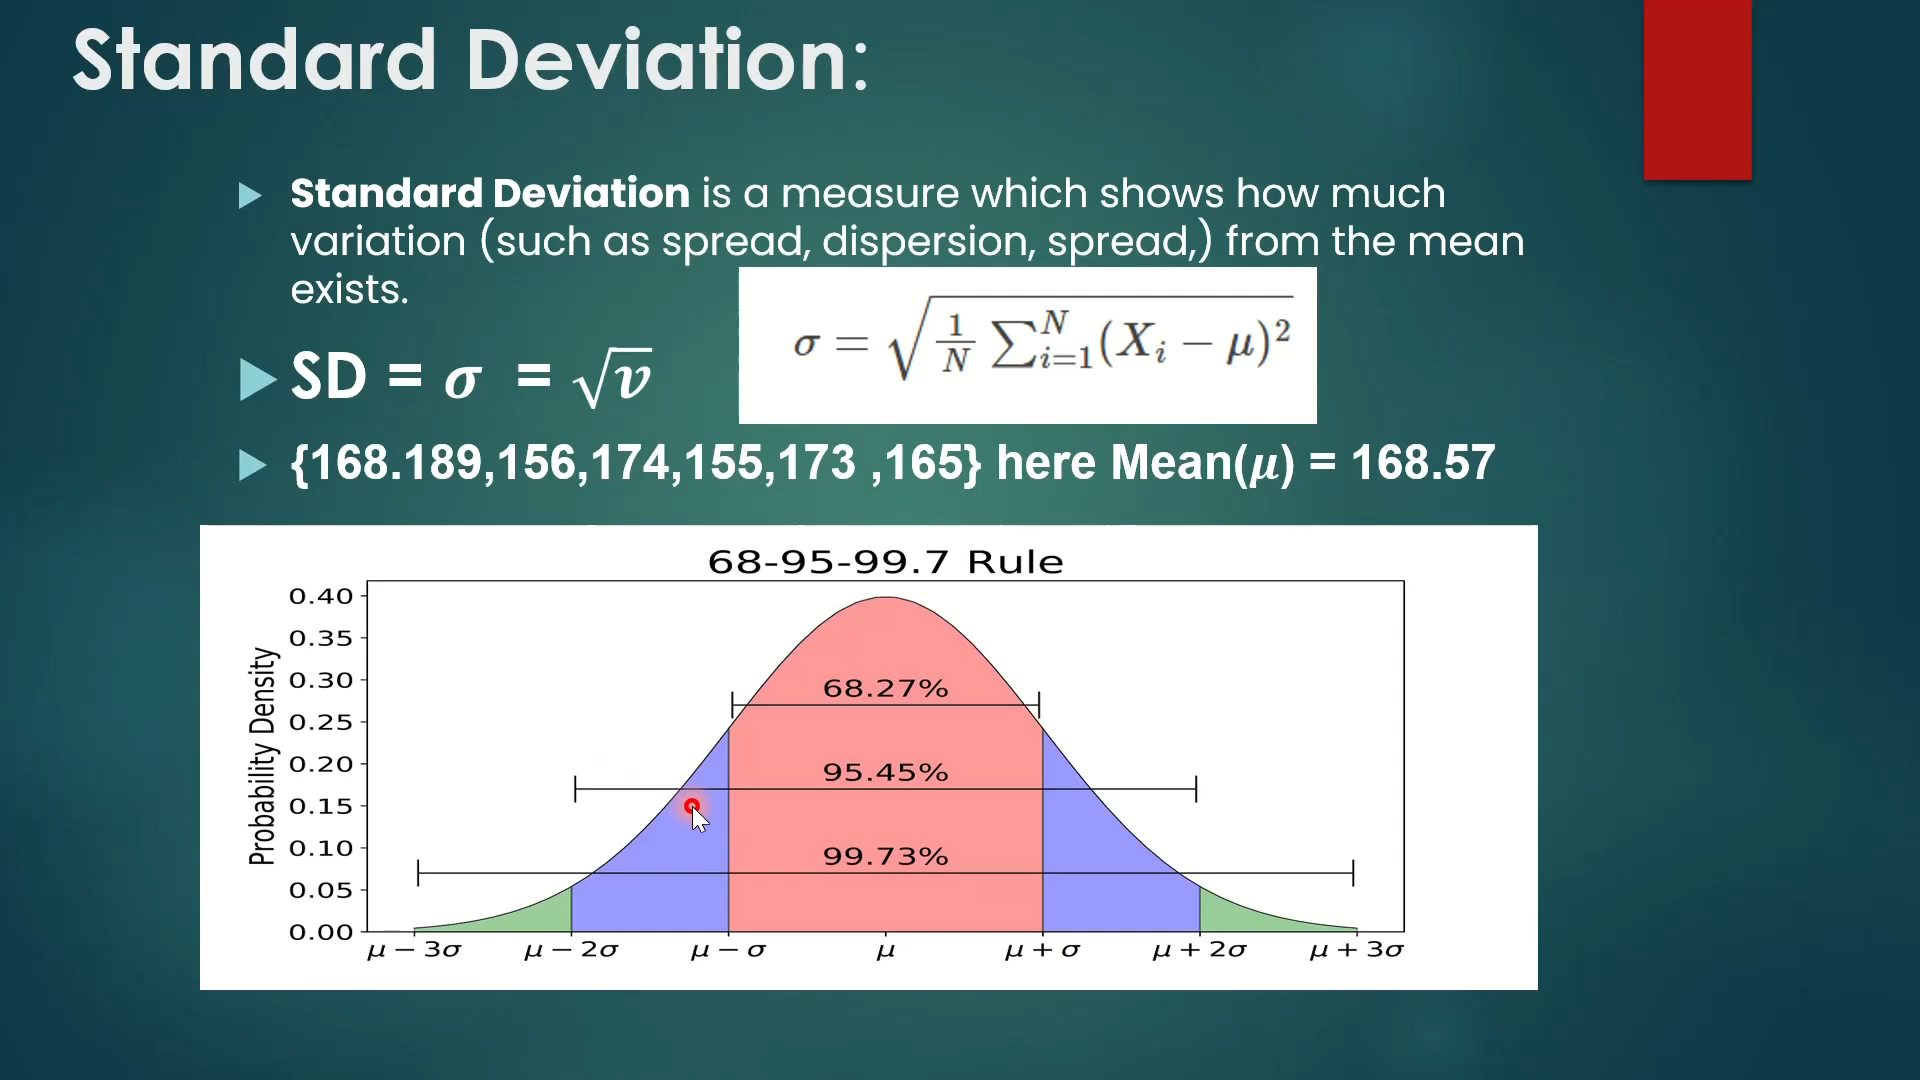 Standard Deviation:
Standard Deviation is a measure which shows how much
variation (such as spread, dispersion, spread,) from the mean
exists.
σ = √(1/N ∑_{i=1}^{N} (X_i − μ)²)
SD = σ = √v
{168.189,156,174,155,173 ,165} here Mean(μ) = 168.57
68-95-99.7 Rule
Probability Density
0.40
0.35
0.30
0.25
0.20
0.15
0.10
0.05
0.00
68.27%
95.45%
99.73%
μ − 3σ μ − 2σ μ − σ μ μ + σ μ + 2σ μ + 3σ